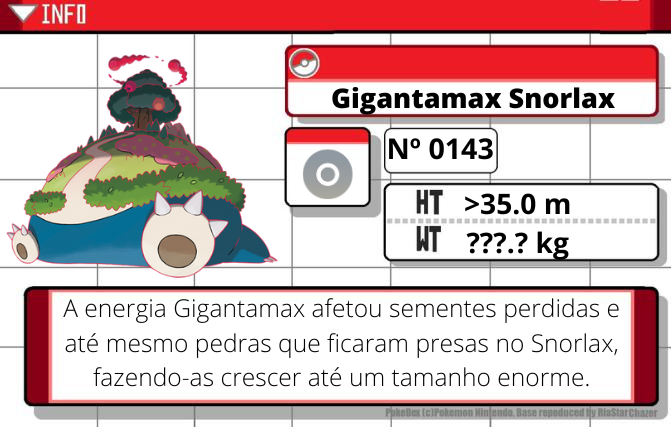 INFO
Gigantamax Snorlax
Nº 0143
HT >35.0 m
WT ???.? kg
A energia Gigantamax afetou sementes perdidas e
até mesmo pedras que ficaram presas no Snorlax,
fazendo-as crescer até um tamanho enorme.
PokeDex (c)Pokemon Nintendo. Base repoduced by RiaStarChazer